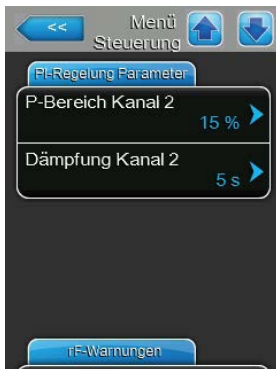 <<
Menü
Steuerung
PI-Regelung Parameter
P-Bereich Kanal 2
15 %
Dämpfung Kanal 2
5 s
rF-Warnungen